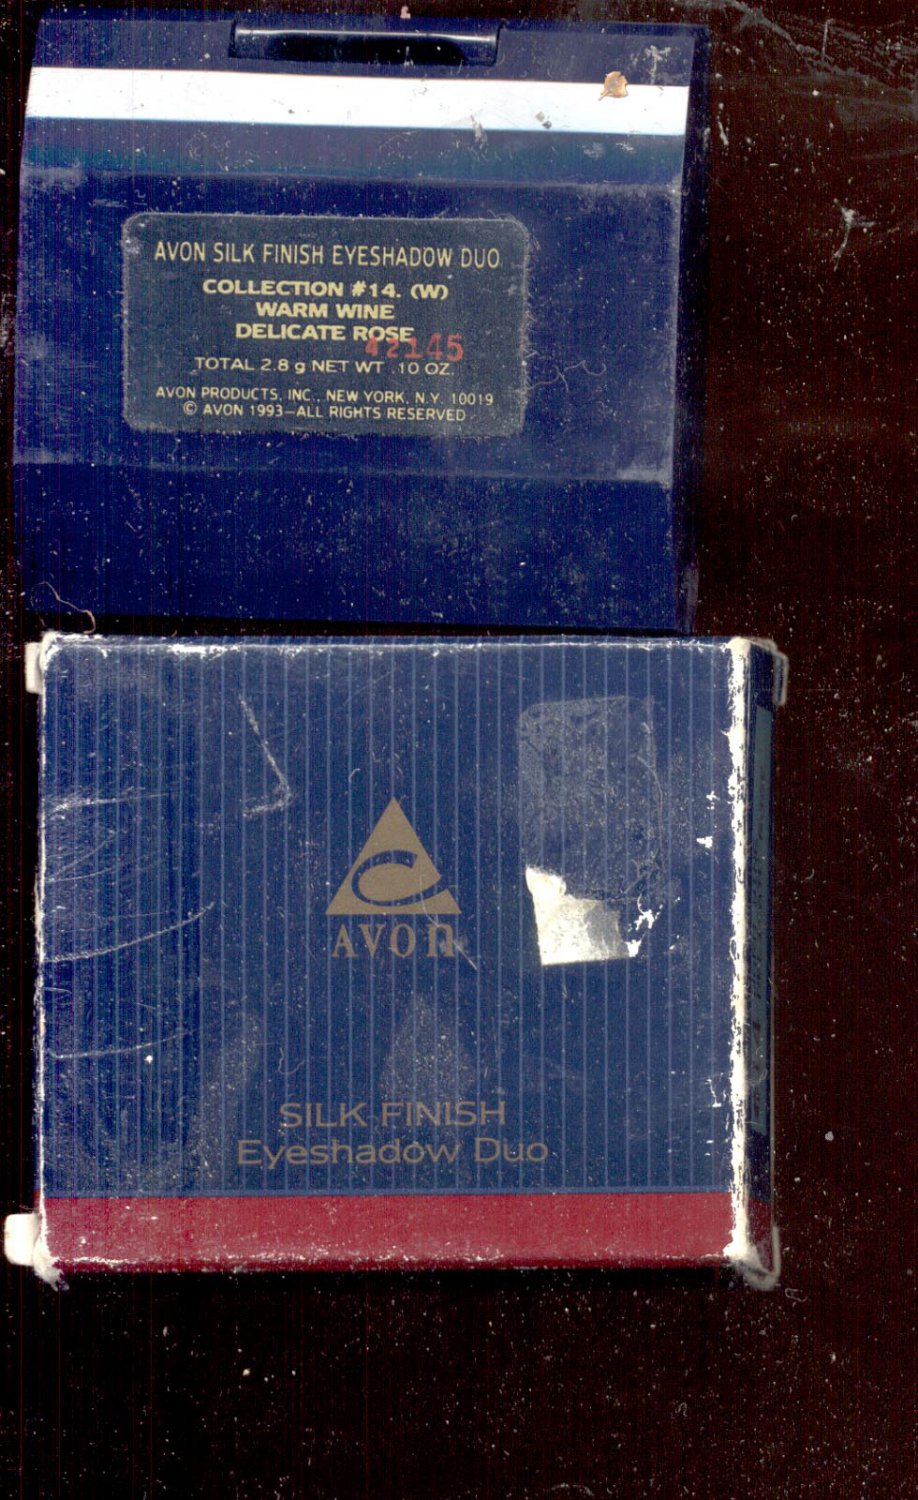 AVON SILK FINISH EYESHADOW DUO
COLLECTION #14. (W)
WARM WINE
DELICATE ROSE
42145
TOTAL 2.8 g NET WT .10 OZ.
AVON PRODUCTS, INC., NEW YORK, N.Y. 10019
© AVON 1993—ALL RIGHTS RESERVED
AVON
SILK FINISH
Eyeshadow Duo